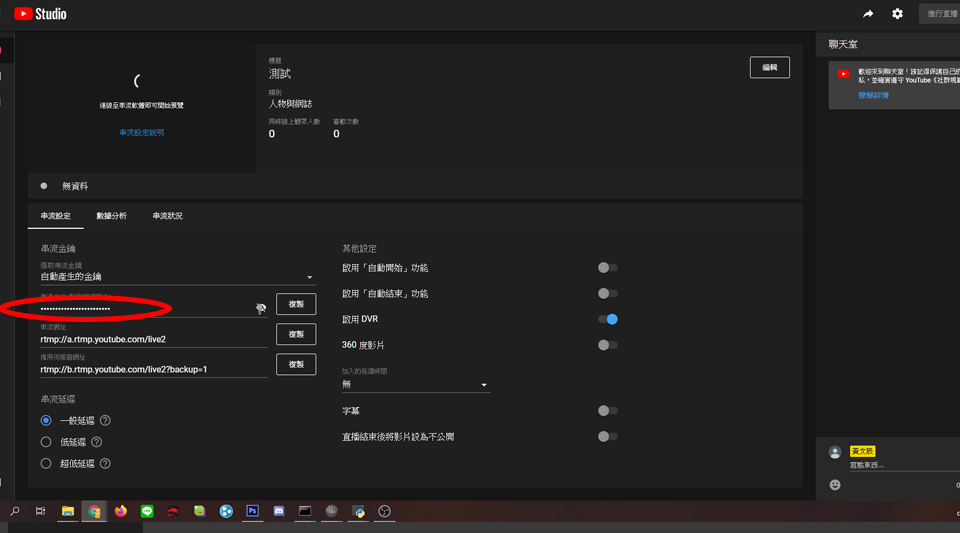 Studio
進行直播
標題
測試
編輯
類別
人物與網誌
同時線上觀眾人數
喜歡次數
0
0
連線至串流軟體即可開始預覽
串流設定說明
無資料
串流設定
數據分析
串流狀況
串流金鑰
選取串流金鑰
自動產生的金鑰
•••••••••••••••••••••••••
複製
串流網址
rtmp://a.rtmp.youtube.com/live2
複製
備用伺服器網址
rtmp://b.rtmp.youtube.com/live2?backup=1
複製
串流延遲
一般延遲
低延遲
超低延遲
其他設定
啟用「自動開始」功能
啟用「自動結束」功能
啟用 DVR
360 度影片
加入的延遲時間
無
字幕
直播結束後將影片設為不公開
聊天室
歡迎來到聊天室！請記得保護自己的
私，並確實遵守 YouTube《社群規
瞭解詳情
黃文辰
寫點東西...